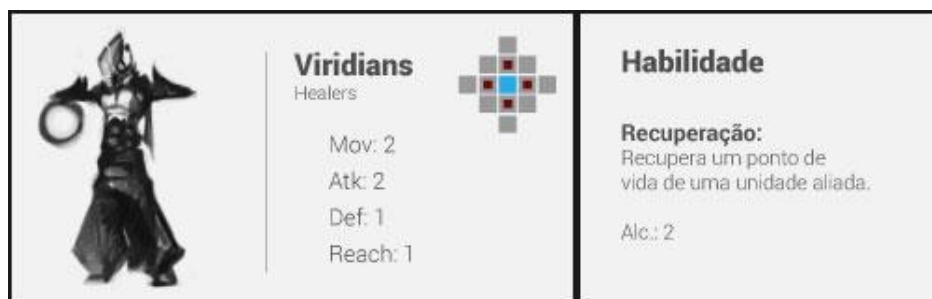 Viridians
Healers
Mov: 2
Atk: 2
Def: 1
Reach: 1
Habilidade
Recuperação:
Recupera um ponto de
vida de uma unidade aliada.
Alc.: 2